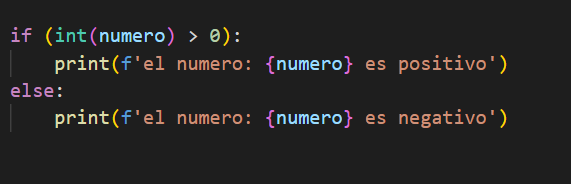 if (int(numero) > 0):
    print(f'el numero: {numero} es positivo')
else:
    print(f'el numero: {numero} es negativo')